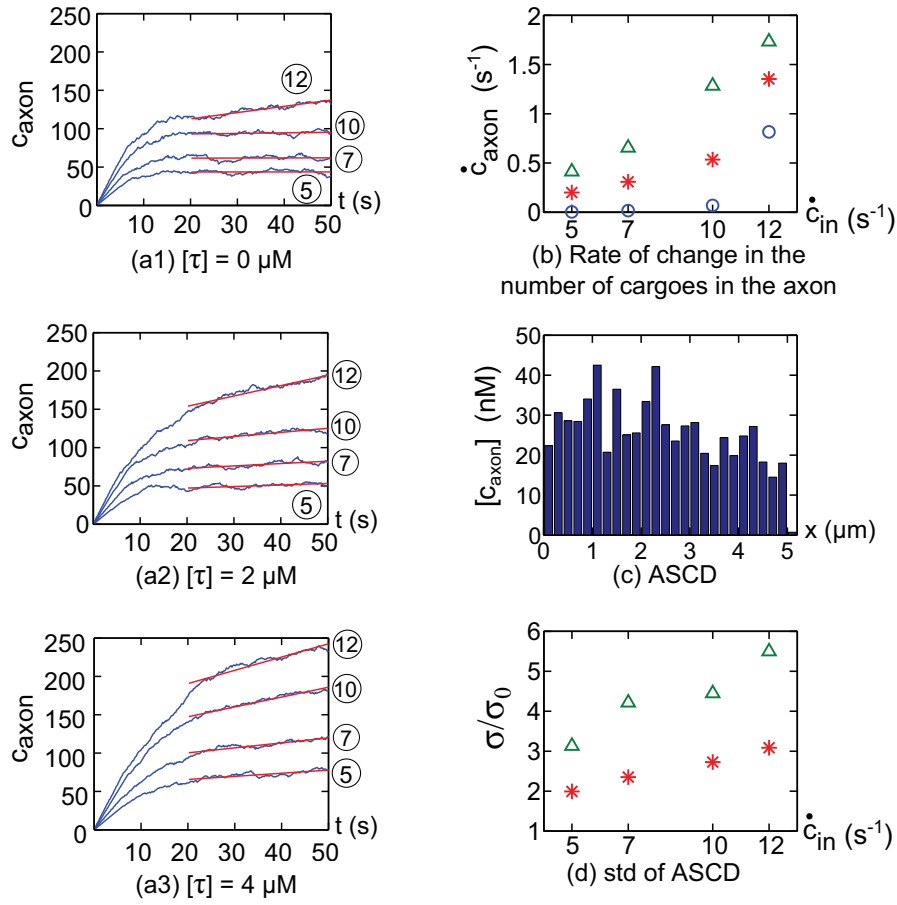 250
200
150
100
50
0
c_axon
10 20 30 40 50
t (s)
12
10
7
5
(a1) [τ] = 0 μM
2
1.5
1
0.5
0
ċ_axon (s⁻¹)
5 7 10 12
ċ_in (s⁻¹)
(b) Rate of change in the
number of cargoes in the axon
250
200
150
100
50
0
c_axon
10 20 30 40 50
t (s)
12
10
7
5
(a2) [τ] = 2 μM
50
40
30
20
10
0
[c_axon] (nM)
0 1 2 3 4 5
x (μm)
(c) ASCD
250
200
150
100
50
0
c_axon
10 20 30 40 50
t (s)
12
10
7
5
(a3) [τ] = 4 μM
6
5
4
3
2
1
σ/σ₀
5 7 10 12
ċ_in (s⁻¹)
(d) std of ASCD